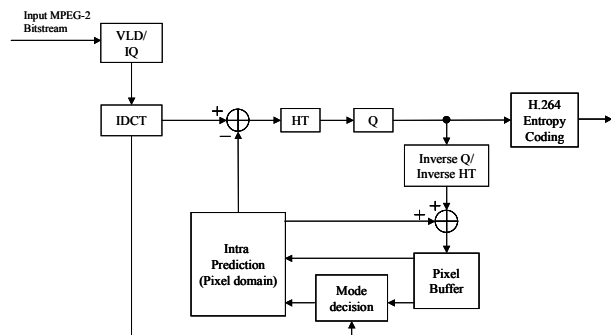 Input MPEG-2
Bitstream
VLD/
IQ
IDCT
+
−
HT
Q
H.264
Entropy
Coding
Inverse Q/
Inverse HT
+
+
Intra
Prediction
(Pixel domain)
Mode
decision
Pixel
Buffer